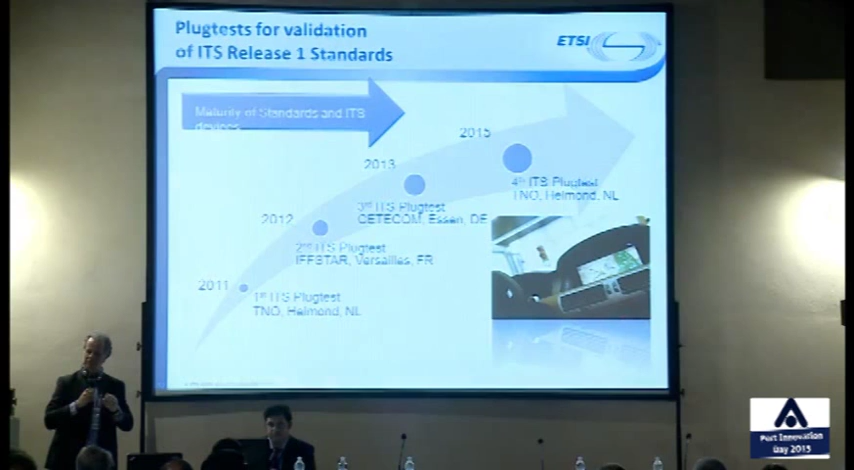 Plugtests for validation
of ITS Release 1 Standards
ETSI
Maturity of Standards and ITS
devices
2015
4th ITS Plugtest
TNO, Helmond, NL
2013
3rd ITS Plugtest
CETECOM, Essen, DE
2012
2nd ITS Plugtest
IFFSTAR, Versailles, FR
2011
1st ITS Plugtest
TNO, Helmond, NL
Port Innovation
Day 2015